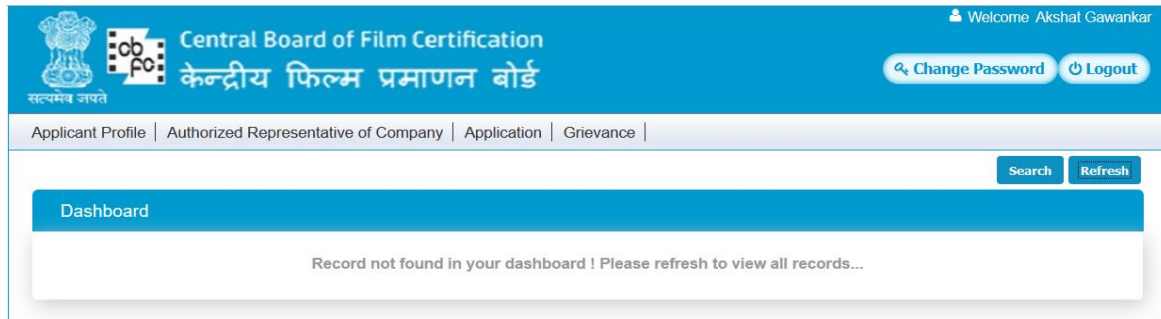 Welcome Akshat Gawankar
cb
fc
Central Board of Film Certification
केन्द्रीय फिल्म प्रमाणन बोर्ड
सत्यमेव जयते
Change Password
Logout
Applicant Profile | Authorized Representative of Company | Application | Grievance |
Search
Refresh
Dashboard
Record not found in your dashboard ! Please refresh to view all records...